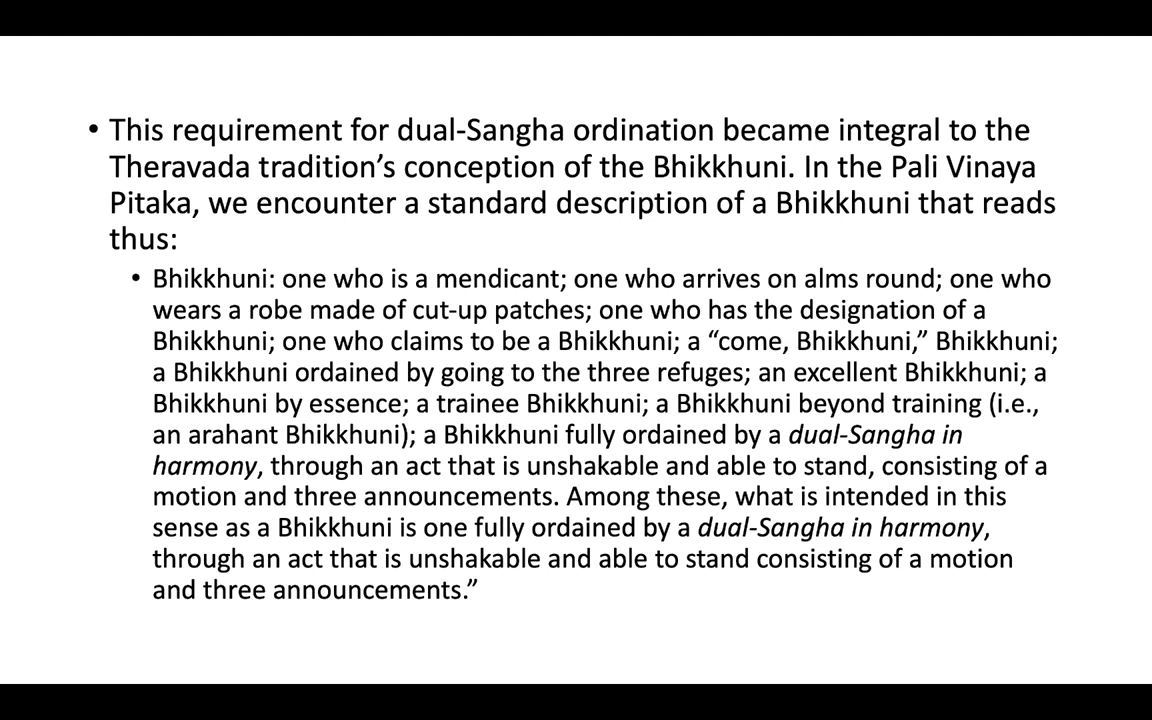 • This requirement for dual-Sangha ordination became integral to the
Theravada tradition’s conception of the Bhikkhuni. In the Pali Vinaya
Pitaka, we encounter a standard description of a Bhikkhuni that reads
thus:
• Bhikkhuni: one who is a mendicant; one who arrives on alms round; one who
wears a robe made of cut-up patches; one who has the designation of a
Bhikkhuni; one who claims to be a Bhikkhuni; a “come, Bhikkhuni,” Bhikkhuni;
a Bhikkhuni ordained by going to the three refuges; an excellent Bhikkhuni; a
Bhikkhuni by essence; a trainee Bhikkhuni; a Bhikkhuni beyond training (i.e.,
an arahant Bhikkhuni); a Bhikkhuni fully ordained by a dual-Sangha in
harmony, through an act that is unshakable and able to stand, consisting of a
motion and three announcements. Among these, what is intended in this
sense as a Bhikkhuni is one fully ordained by a dual-Sangha in harmony,
through an act that is unshakable and able to stand consisting of a motion
and three announcements.”